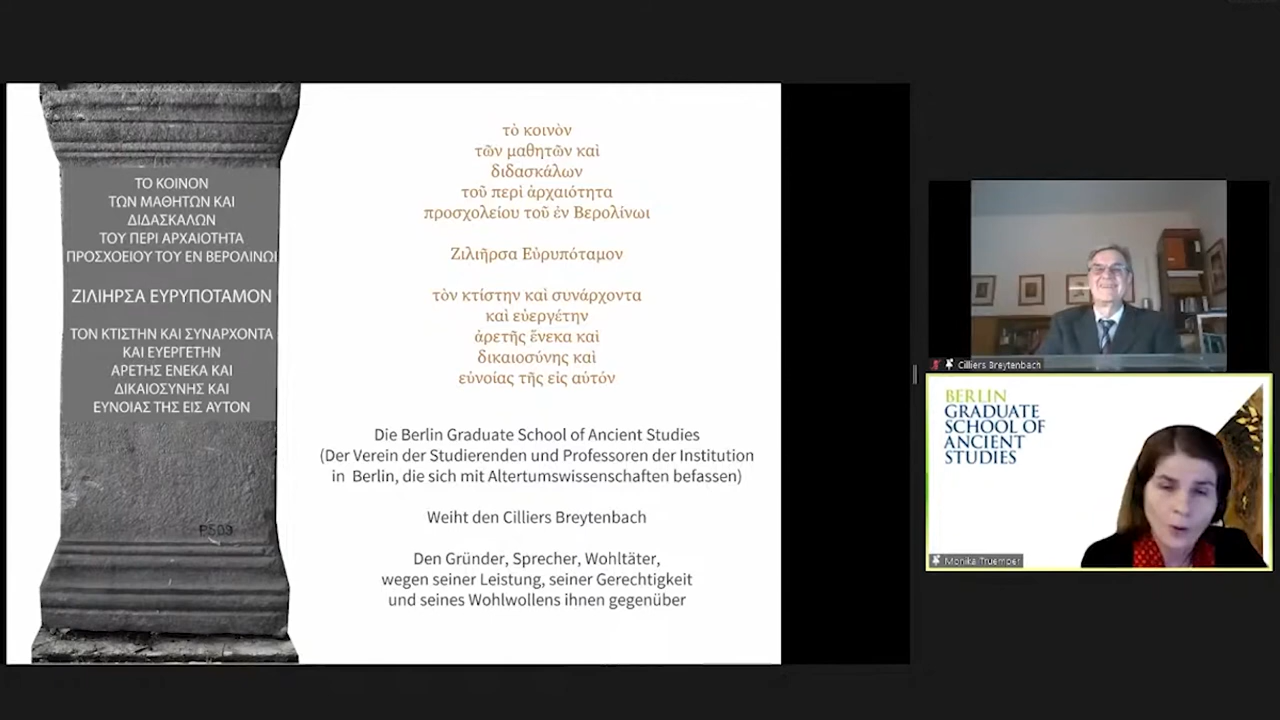 ΤΟ ΚΟΙΝΟΝ
ΤΩΝ ΜΑΘΗΤΩΝ ΚΑΙ
ΔΙΔΑΣΚΑΛΩΝ
ΤΟΥ ΠΕΡΙ ΑΡΧΑΙΟΤΗΤΑ
ΠΡΟΣΧΟΕΙΟΥ ΤΟΥ ΕΝ ΒΕΡΟΛΙΝΩΙ
ΖΙΛΙΗΡΣΑ ΕΥΡΥΠΟΤΑΜΟΝ
ΤΟΝ ΚΤΙΣΤΗΝ ΚΑΙ ΣΥΝΑΡΧΟΝΤΑ
ΚΑΙ ΕΥΕΡΓΕΤΗΝ
ΑΡΕΤΗΣ ΕΝΕΚΑ ΚΑΙ
ΔΙΚΑΙΟΣΥΝΗΣ ΚΑΙ
ΕΥΝΟΙΑΣ ΤΗΣ ΕΙΣ ΑΥΤΟΝ
P503
τὸ κοινὸν
τῶν μαθητῶν καὶ
διδασκάλων
τοῦ περὶ ἀρχαιότητα
προσχολείου τοῦ ἐν Βερολίνωι
Ζιλιῆρσα Εὐρυπόταμον
τὸν κτίστην καὶ συνάρχοντα
καὶ εὐεργέτην
ἀρετῆς ἕνεκα καὶ
δικαιοσύνης καὶ
εὐνοίας τῆς εἰς αὐτόν
Die Berlin Graduate School of Ancient Studies
(Der Verein der Studierenden und Professoren der Institution
in Berlin, die sich mit Altertumswissenschaften befassen)
Weiht den Cilliers Breytenbach
Den Gründer, Sprecher, Wohltäter,
wegen seiner Leistung, seiner Gerechtigkeit
und seines Wohlwollens ihnen gegenüber
Cilliers Breytenbach
BERLIN
GRADUATE
SCHOOL OF
ANCIENT
STUDIES
Monika Truemper